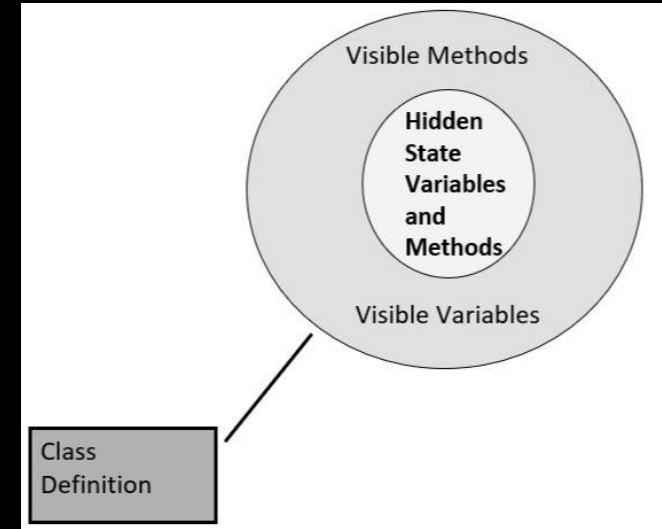 Visible Methods
Hidden
State
Variables
and
Methods
Visible Variables
Class
Definition